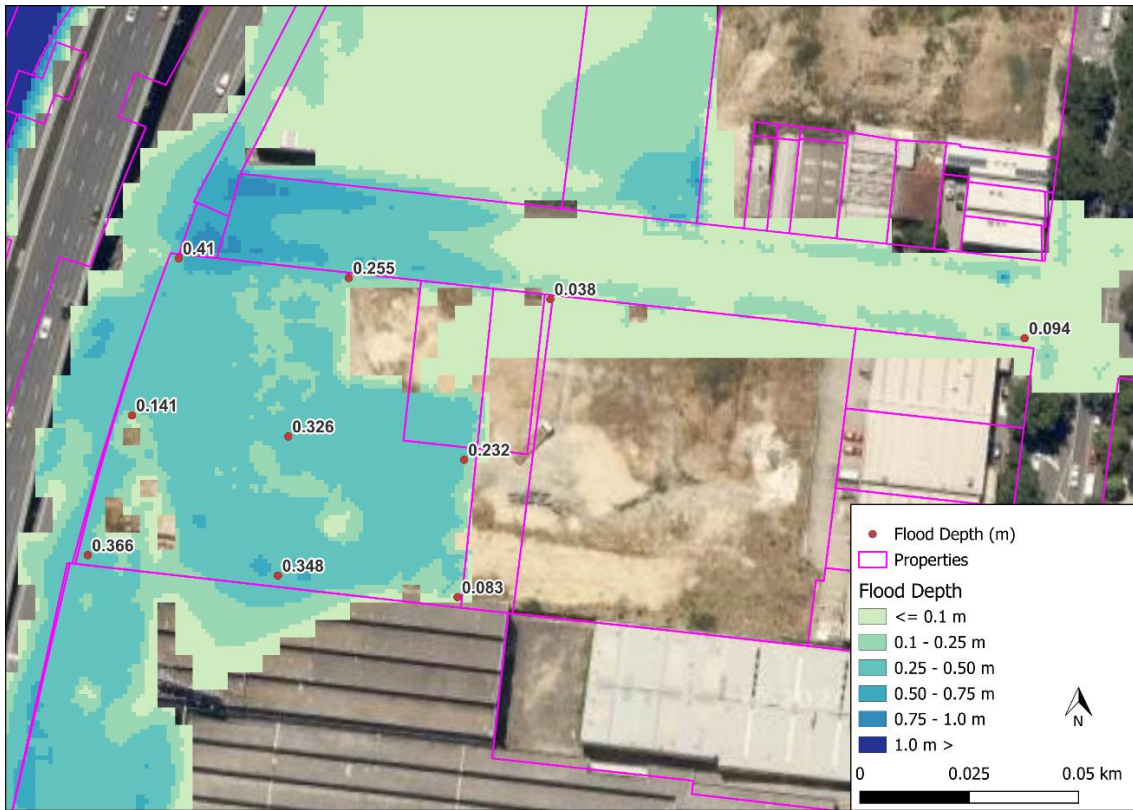 0.41
0.255
0.038
0.094
0.141
0.326
0.232
0.366
0.348
0.083
Flood Depth (m)
Properties
Flood Depth
<= 0.1 m
0.1 - 0.25 m
0.25 - 0.50 m
0.50 - 0.75 m
0.75 - 1.0 m
1.0 m >
N
0 0.025 0.05 km